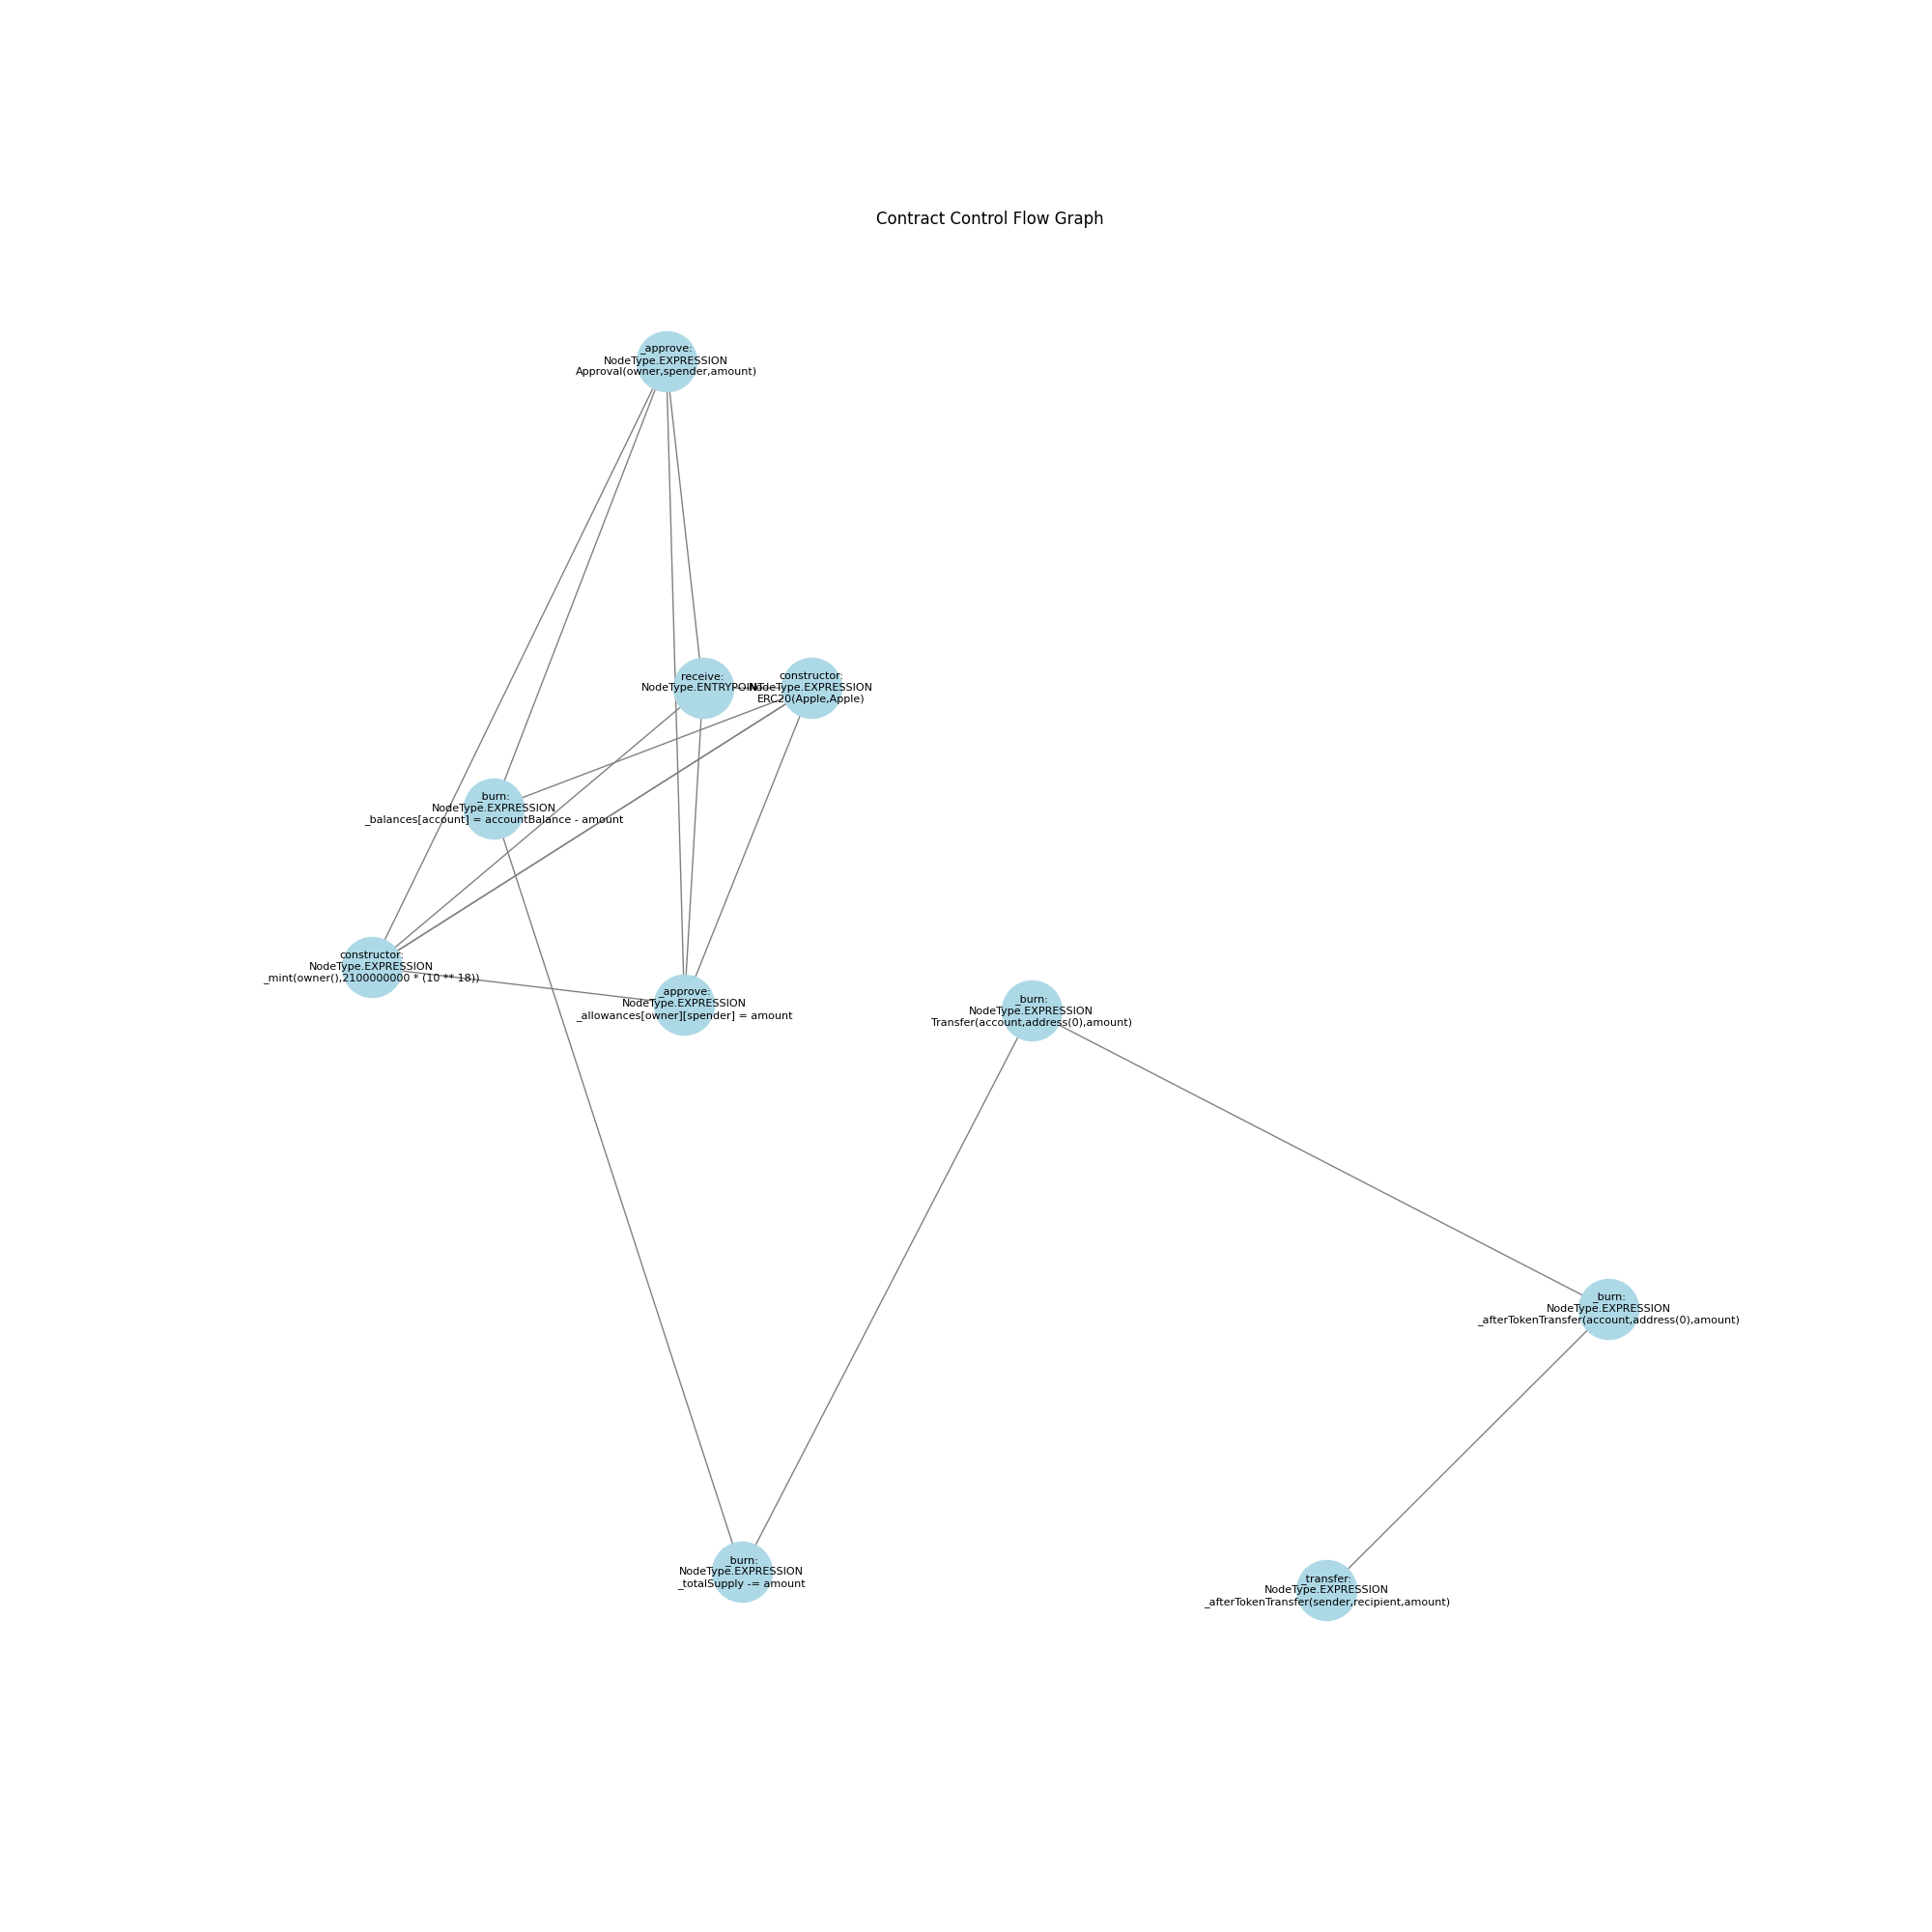 Contract Control Flow Graph
_approve:
NodeType.EXPRESSION
Approval(owner,spender,amount)
receive:
NodeType.ENTRYPOINT
constructor:
NodeType.EXPRESSION
ERC20(Apple,Apple)
_burn:
NodeType.EXPRESSION
_balances[account] = accountBalance - amount
constructor:
NodeType.EXPRESSION
_mint(owner(),2100000000 * (10 ** 18))
_approve:
NodeType.EXPRESSION
_allowances[owner][spender] = amount
_burn:
NodeType.EXPRESSION
Transfer(account,address(0),amount)
_burn:
NodeType.EXPRESSION
_afterTokenTransfer(account,address(0),amount)
_burn:
NodeType.EXPRESSION
_totalSupply -= amount
_transfer:
NodeType.EXPRESSION
_afterTokenTransfer(sender,recipient,amount)